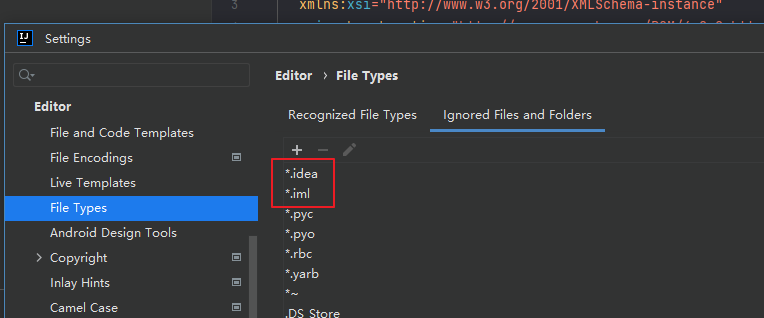 3
xmlns:xsi="http://www.w3.org/2001/XMLSchema-instance"
IJ
Settings
Editor › File Types
Editor
File and Code Templates
File Encodings
Live Templates
File Types
Android Design Tools
Copyright
Inlay Hints
Camel Case
Recognized File Types
Ignored Files and Folders
*.idea
*.iml
*.pyc
*.pyo
*.rbc
*.yarb
*~
.DS_Store